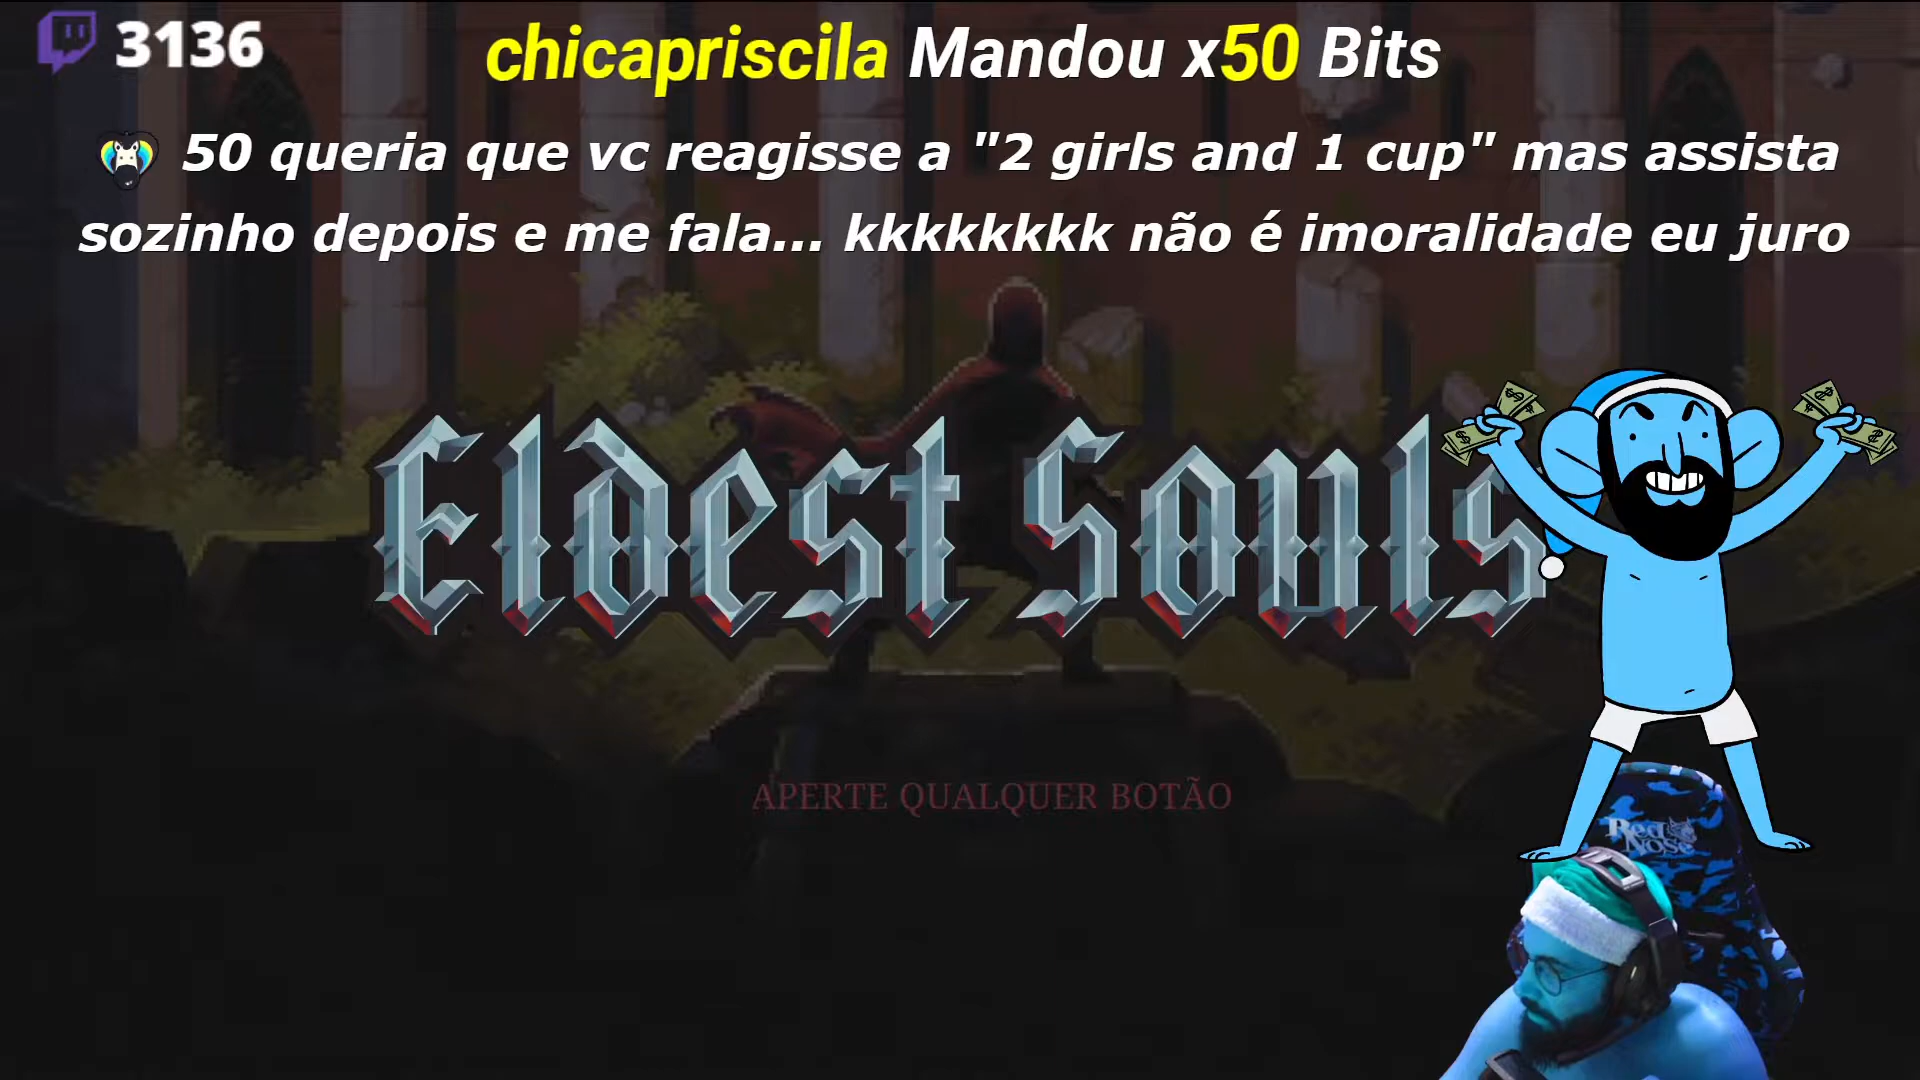 3136
chicapriscila Mandou x50 Bits
50 queria que vc reagisse a "2 girls and 1 cup" mas assista
sozinho depois e me fala... kkkkkkkk não é imoralidade eu juro
Eldest Souls
APERTE QUALQUER BOTÃO
Red
Nose